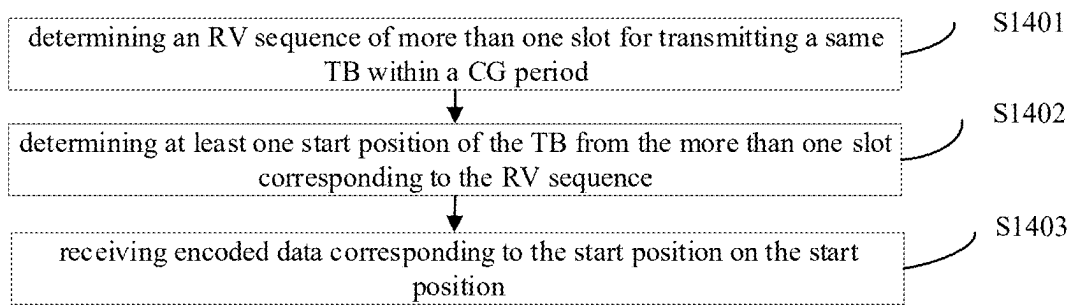 determining an RV sequence of more than one slot for transmitting a same
TB within a CG period
S1401
determining at least one start position of the TB from the more than one slot
corresponding to the RV sequence
S1402
receiving encoded data corresponding to the start position on the start
position
S1403